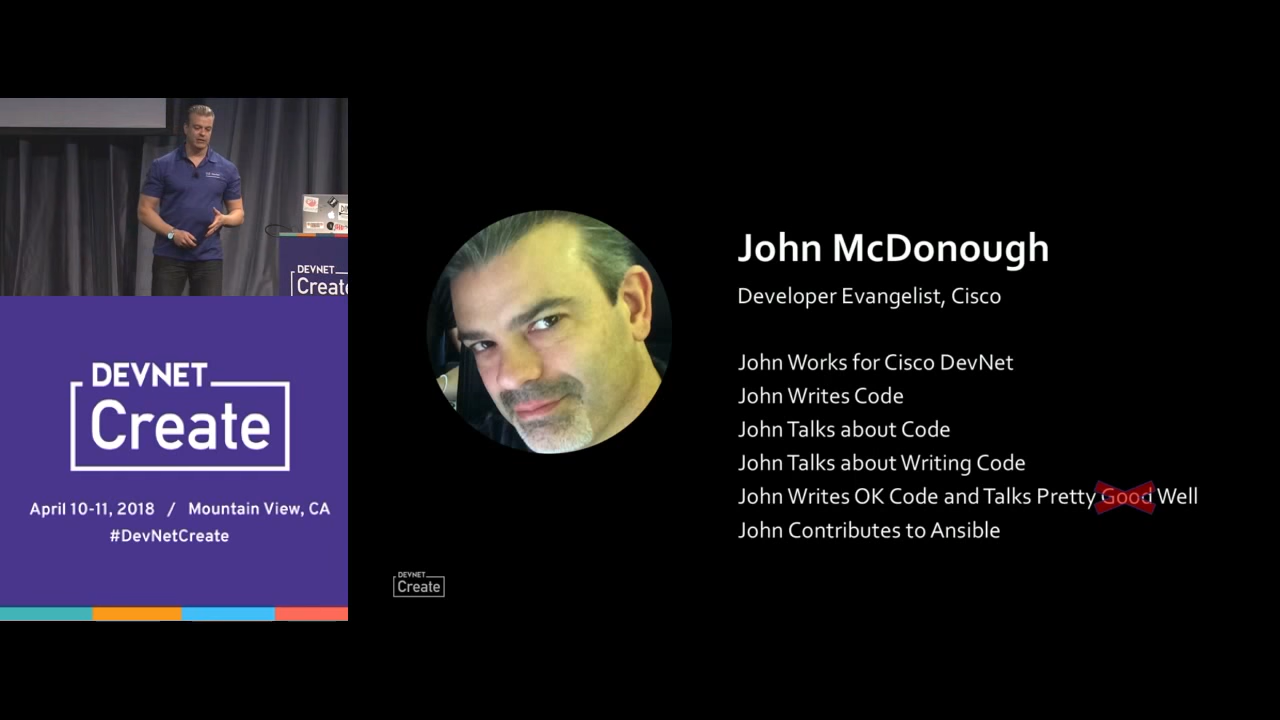 DEVNET
Create
DEVNET
Create
April 10-11, 2018 / Mountain View, CA
#DevNetCreate
John McDonough
Developer Evangelist, Cisco
John Works for Cisco DevNet
John Writes Code
John Talks about Code
John Talks about Writing Code
John Writes OK Code and Talks Pretty Good Well
John Contributes to Ansible
DEVNET
Create